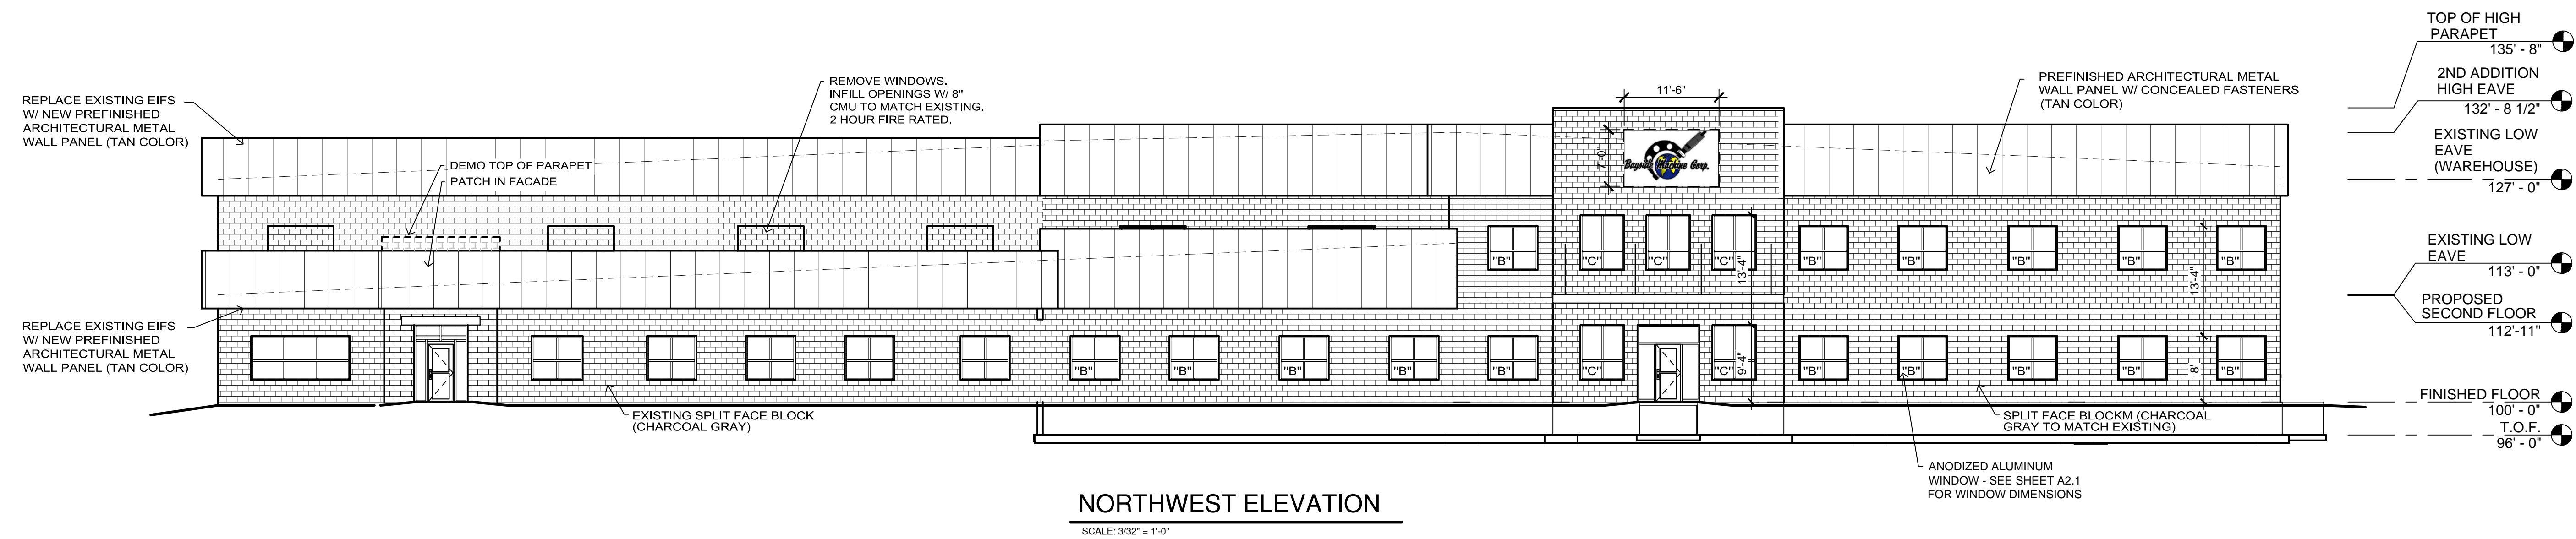 TOP OF HIGH
PARAPET
135' - 8"
2ND ADDITION
HIGH EAVE
132' - 8 1/2"
EXISTING LOW
EAVE
(WAREHOUSE)
127' - 0"
EXISTING LOW
EAVE
113' - 0"
PROPOSED
SECOND FLOOR
112'-11"
FINISHED FLOOR
100' - 0"
T.O.F.
96' - 0"
REPLACE EXISTING EIFS
W/ NEW PREFINISHED
ARCHITECTURAL METAL
WALL PANEL (TAN COLOR)
DEMO TOP OF PARAPET
PATCH IN FACADE
REMOVE WINDOWS.
INFILL OPENINGS W/ 8"
CMU TO MATCH EXISTING.
2 HOUR FIRE RATED.
11'-6"
7'-0"
Bayside Machine Corp.
PREFINISHED ARCHITECTURAL METAL
WALL PANEL W/ CONCEALED FASTENERS
(TAN COLOR)
"B" "C" "C" "C" "B" "B" "B" "B" "B"
13'-4"
13'-4"
REPLACE EXISTING EIFS
W/ NEW PREFINISHED
ARCHITECTURAL METAL
WALL PANEL (TAN COLOR)
"B" "B" "B" "B" "B" "C" "C" "B" "B" "B" "B" "B"
9'-4"
8'
EXISTING SPLIT FACE BLOCK
(CHARCOAL GRAY)
SPLIT FACE BLOCKM (CHARCOAL
GRAY TO MATCH EXISTING)
ANODIZED ALUMINUM
WINDOW - SEE SHEET A2.1
FOR WINDOW DIMENSIONS
NORTHWEST ELEVATION
SCALE: 3/32" = 1'-0"